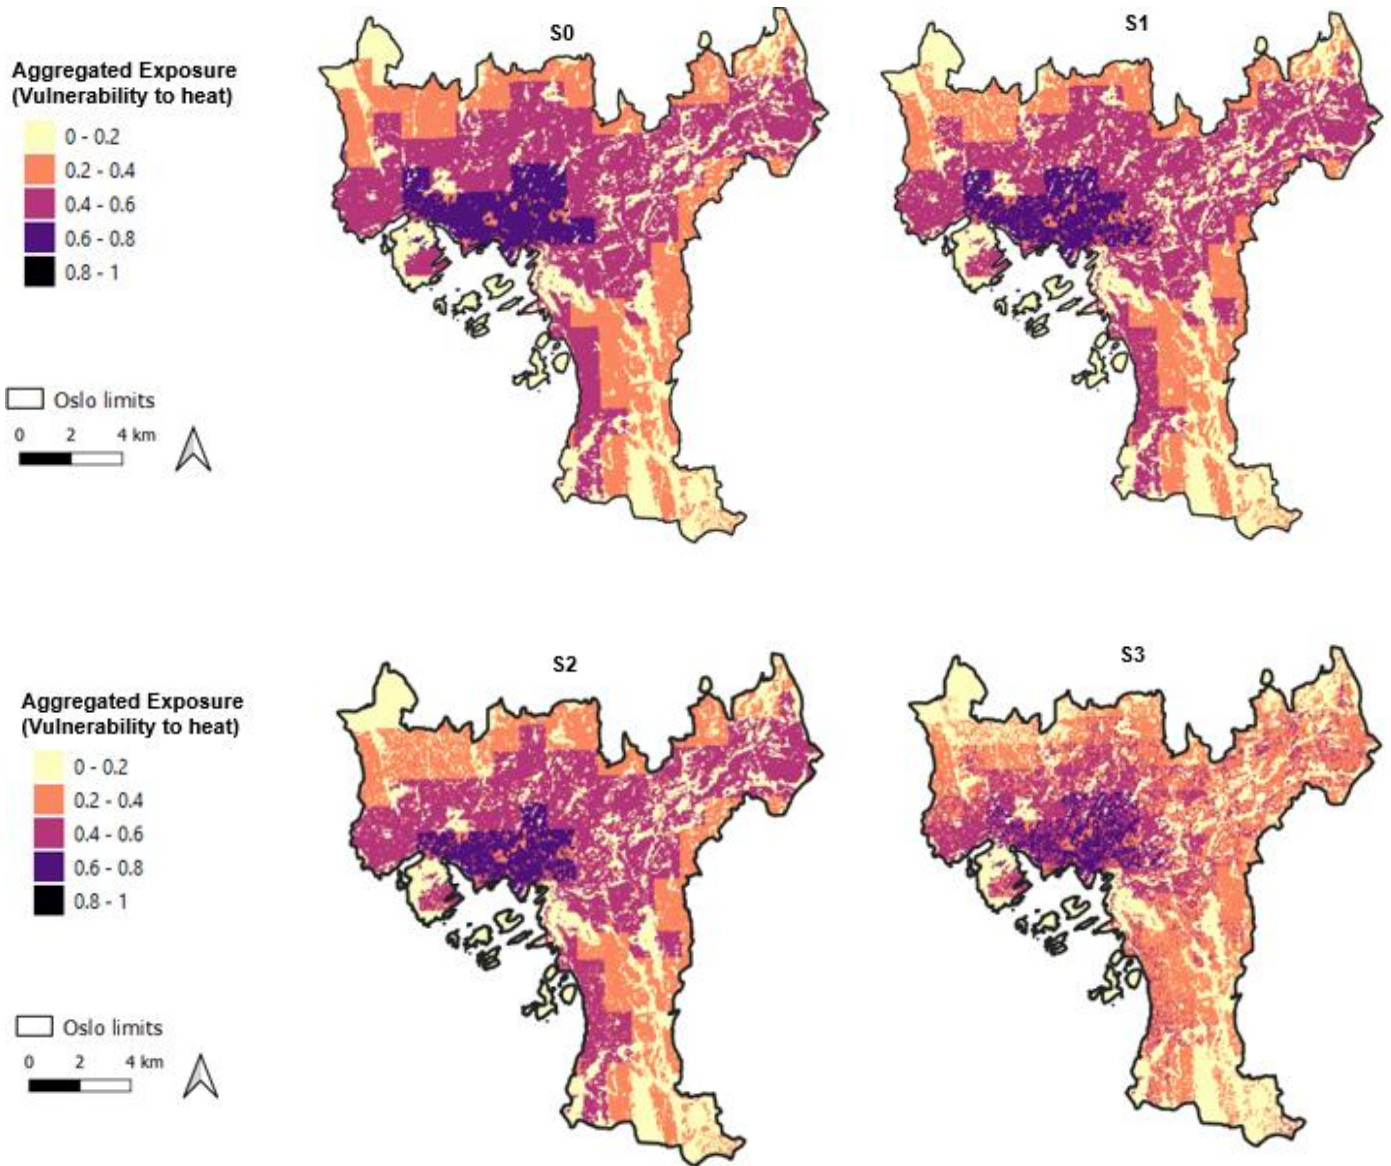 S0
S1
Aggregated Exposure
(Vulnerability to heat)
0 - 0.2
0.2 - 0.4
0.4 - 0.6
0.6 - 0.8
0.8 - 1
Oslo limits
0 2 4 km
S2
S3
Aggregated Exposure
(Vulnerability to heat)
0 - 0.2
0.2 - 0.4
0.4 - 0.6
0.6 - 0.8
0.8 - 1
Oslo limits
0 2 4 km